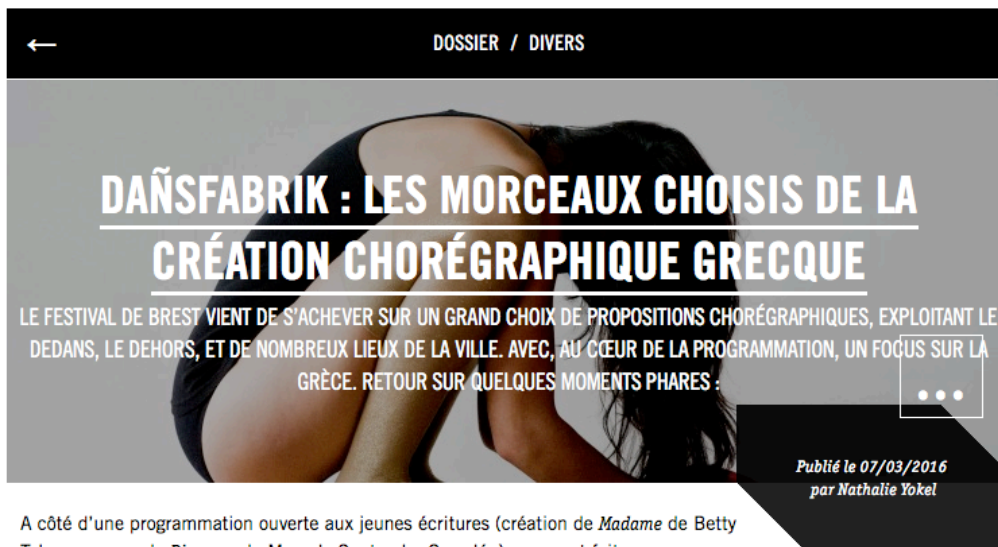 DOSSIER / DIVERS
DAÑSFABRIK : LES MORCEAUX CHOISIS DE LA
CRÉATION CHORÉGRAPHIQUE GRECQUE
LE FESTIVAL DE BREST VIENT DE S'ACHEVER SUR UN GRAND CHOIX DE PROPOSITIONS CHORÉGRAPHIQUES, EXPLOITANT LE
DEDANS, LE DEHORS, ET DE NOMBREUX LIEUX DE LA VILLE. AVEC, AU CŒUR DE LA PROGRAMMATION, UN FOCUS SUR LA
GRÈCE. RETOUR SUR QUELQUES MOMENTS PHARES :
Publié le 07/03/2016
par Nathalie Yokel
A côté d'une programmation ouverte aux jeunes écritures (création de Madame de Betty